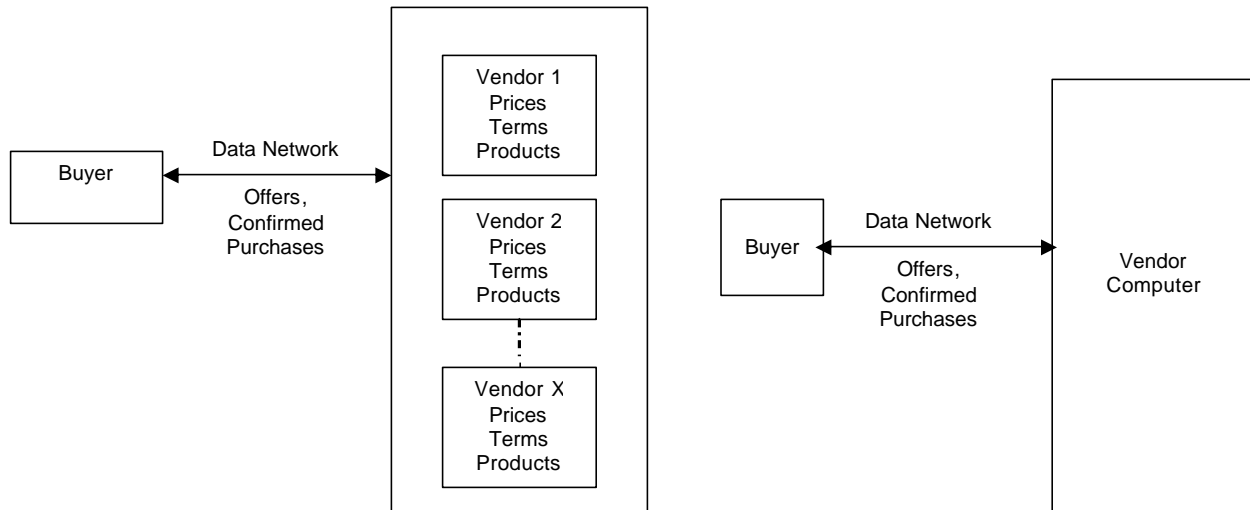 Buyer
Data Network
Offers,
Confirmed
Purchases
Vendor 1
Prices
Terms
Products
Vendor 2
Prices
Terms
Products
Vendor X
Prices
Terms
Products
Buyer
Data Network
Offers,
Confirmed
Purchases
Vendor
Computer